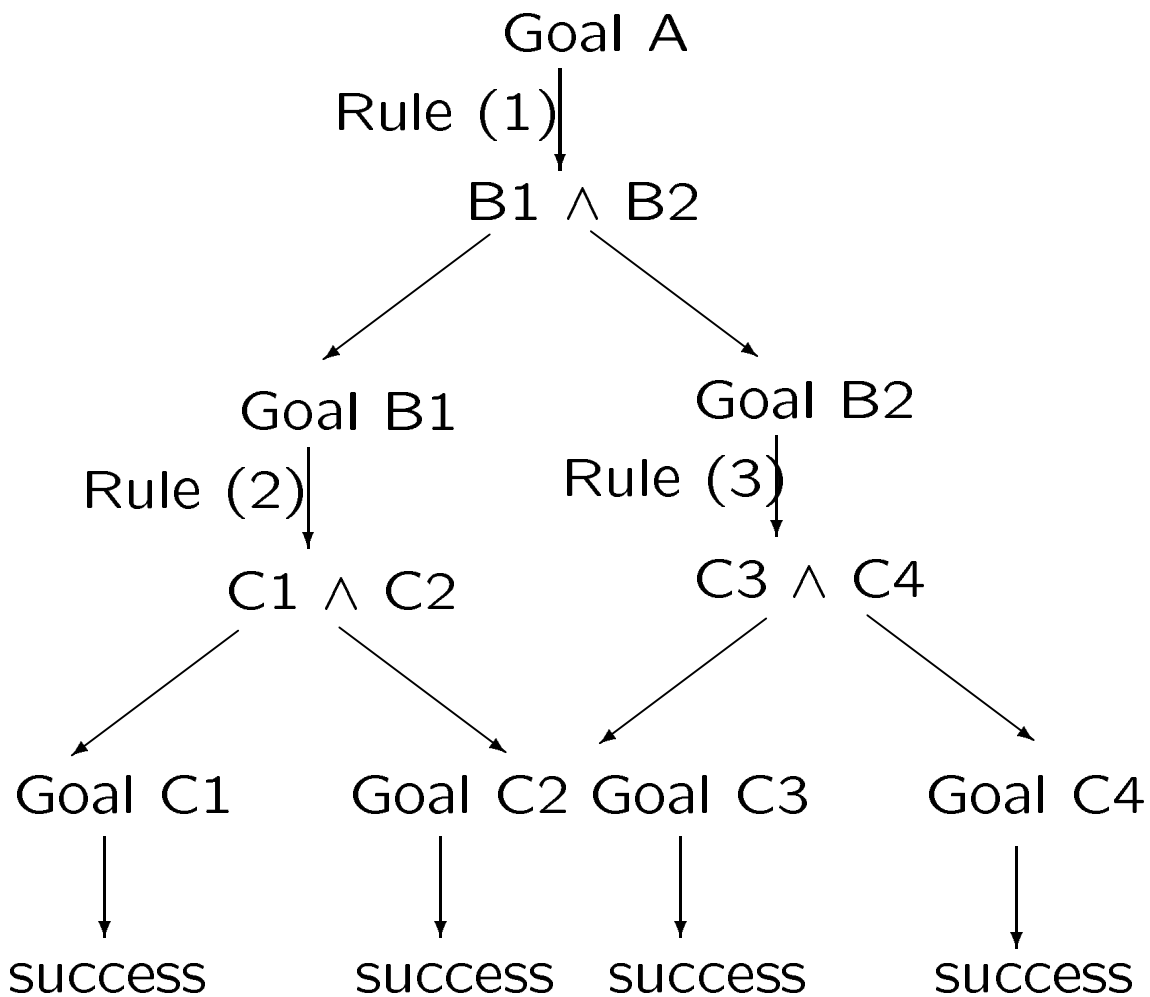 Goal A
Rule (1)
B1 ∧ B2
Goal B1 Goal B2
Rule (2) Rule (3)
C1 ∧ C2 C3 ∧ C4
Goal C1 Goal C2 Goal C3 Goal C4
success success success success